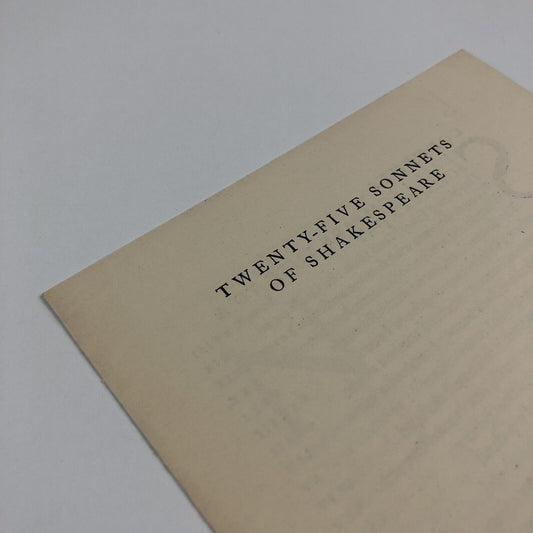 TWENTY-FIVE SONNETS
OF SHAKESPEARE